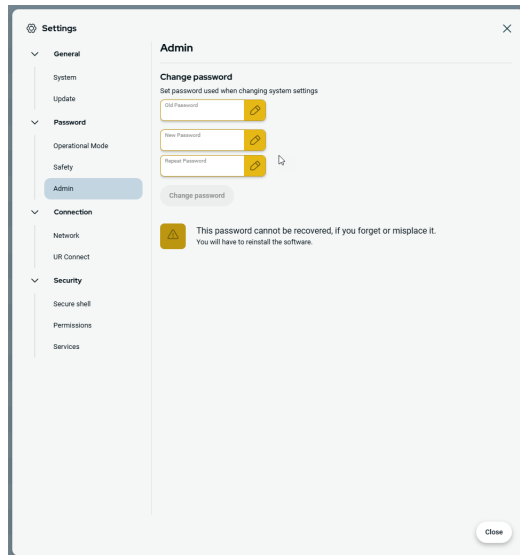 Settings
General
System
Update
Password
Operational Mode
Safety
Admin
Connection
Network
UR Connect
Security
Secure shell
Permissions
Services
Admin
Change password
Set password used when changing system settings
Old Password
New Password
Repeat Password
Change password
This password cannot be recovered, if you forget or misplace it.
You will have to reinstall the software.
Close